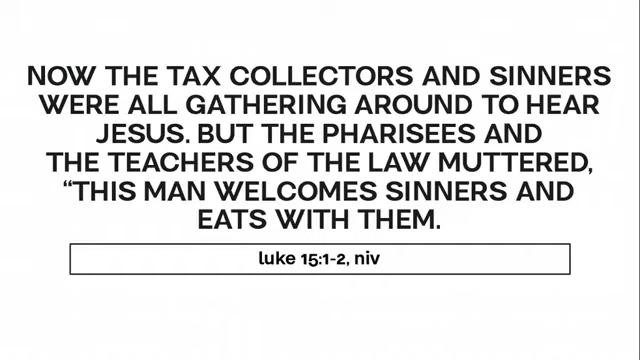 NOW THE TAX COLLECTORS AND SINNERS
WERE ALL GATHERING AROUND TO HEAR
JESUS. BUT THE PHARISEES AND
THE TEACHERS OF THE LAW MUTTERED,
“THIS MAN WELCOMES SINNERS AND
EATS WITH THEM.
luke 15:1-2, niv